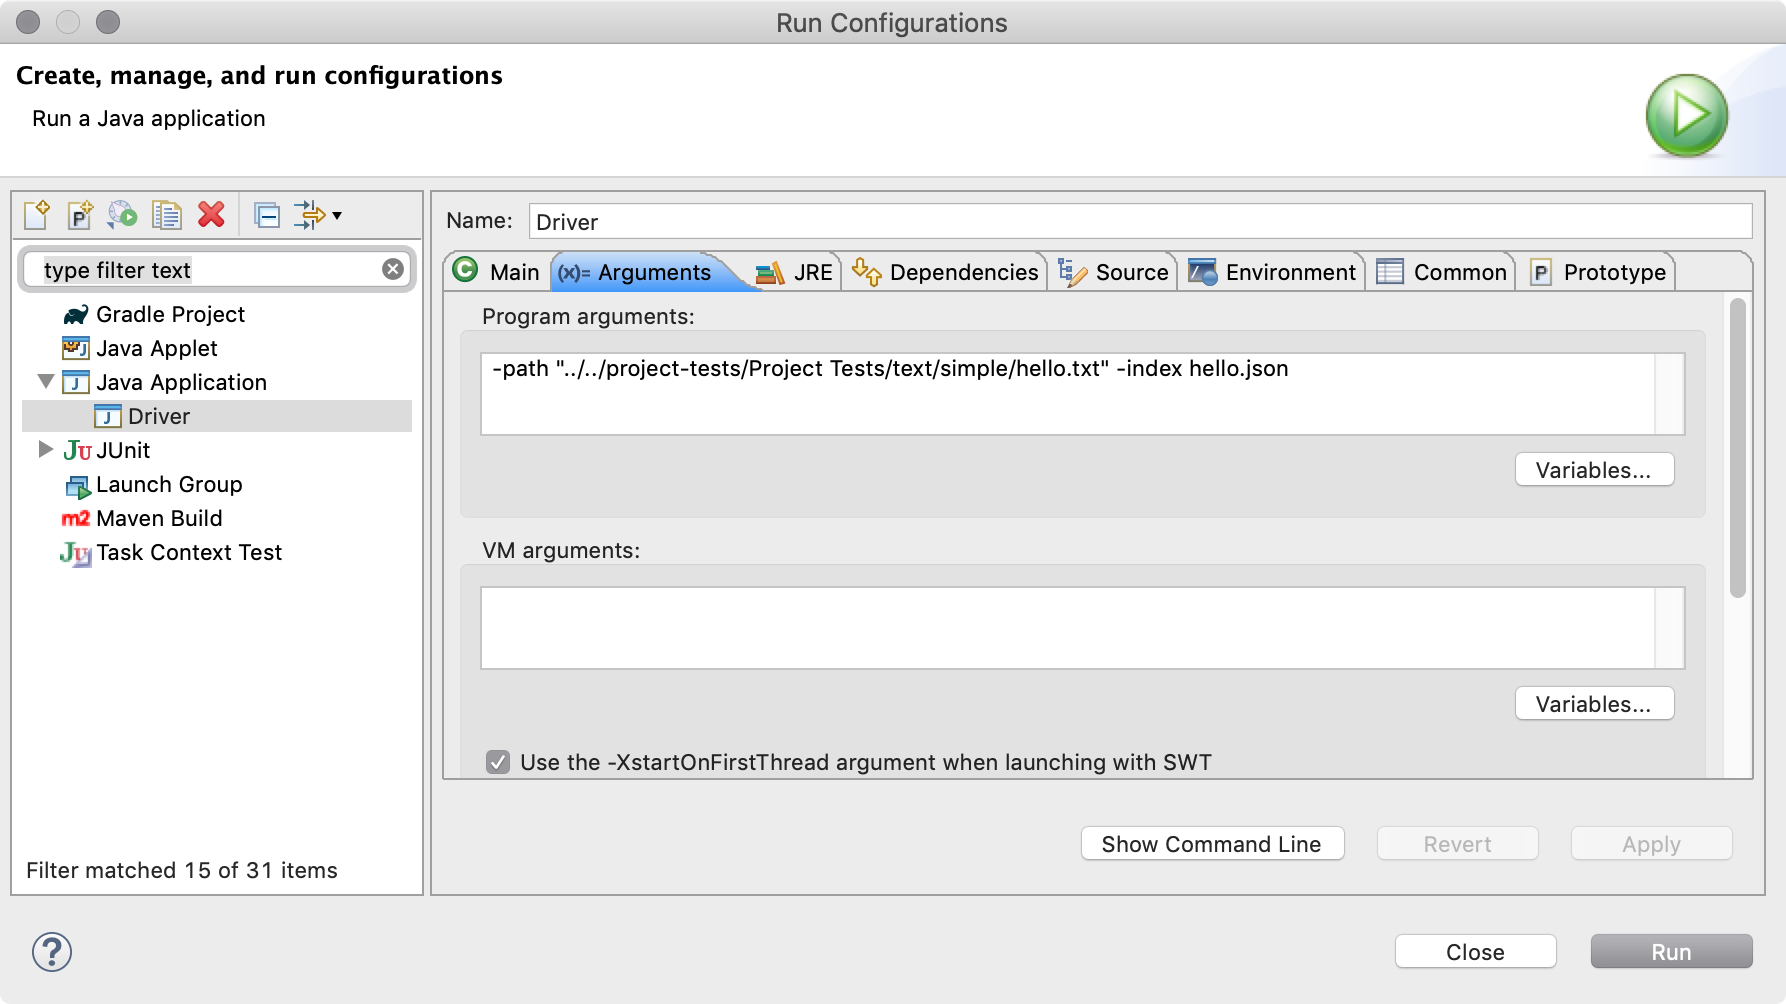 Run Configurations
Create, manage, and run configurations
Run a Java application
type filter text
Gradle Project
Java Applet
Java Application
Driver
JUnit
Launch Group
m2 Maven Build
Task Context Test
Filter matched 15 of 31 items
Name: Driver
Main (x)= Arguments JRE Dependencies Source Environment Common Prototype
Program arguments:
-path "../../project-tests/Project Tests/text/simple/hello.txt" -index hello.json
Variables...
VM arguments:
Variables...
Use the -XstartOnFirstThread argument when launching with SWT
Show Command Line Revert Apply
? Close Run